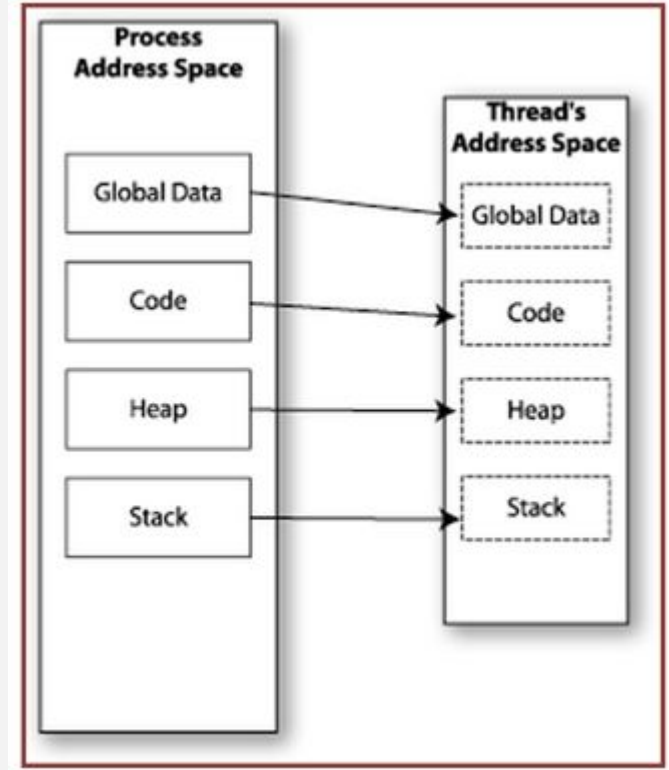 Process
Address Space
Global Data
Code
Heap
Stack
Thread's
Address Space
Global Data
Code
Heap
Stack